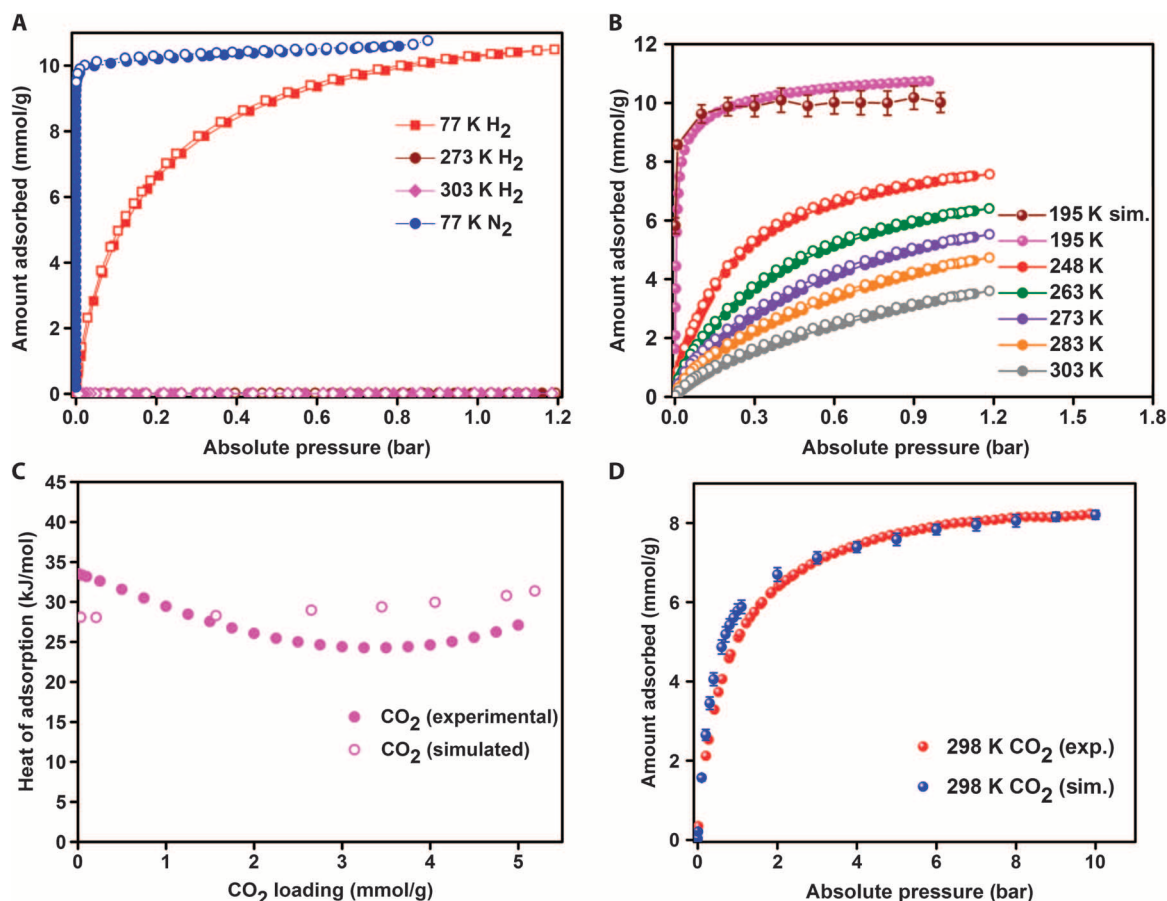 A
Amount adsorbed (mmol/g)
10
8
6
4
2
0
77 K H2
273 K H2
303 K H2
77 K N2
0.0 0.2 0.4 0.6 0.8 1.0 1.2
Absolute pressure (bar)
B
Amount adsorbed (mmol/g)
12
10
8
6
4
2
0
195 K sim.
195 K
248 K
263 K
273 K
283 K
303 K
0.0 0.3 0.6 0.9 1.2 1.5 1.8
Absolute pressure (bar)
C
Heat of adsorption (kJ/mol)
45
40
35
30
25
20
15
10
5
0
CO2 (experimental)
CO2 (simulated)
0 1 2 3 4 5
CO2 loading (mmol/g)
D
Amount adsorbed (mmol/g)
8
6
4
2
0
298 K CO2 (exp.)
298 K CO2 (sim.)
0 2 4 6 8 10
Absolute pressure (bar)